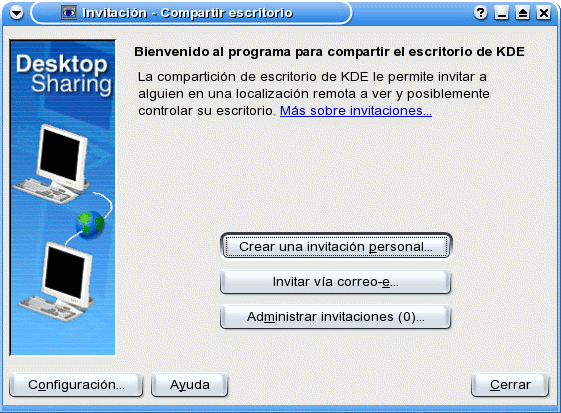 Invitación - Compartir escritorio
Desktop
Sharing
Bienvenido al programa para compartir el escritorio de KDE
La compartición de escritorio de KDE le permite invitar a
alguien en una localización remota a ver y posiblemente
controlar su escritorio. Más sobre invitaciones...
Crear una invitación personal...
Invitar vía correo-e...
Administrar invitaciones (0)...
Configuración... Ayuda Cerrar